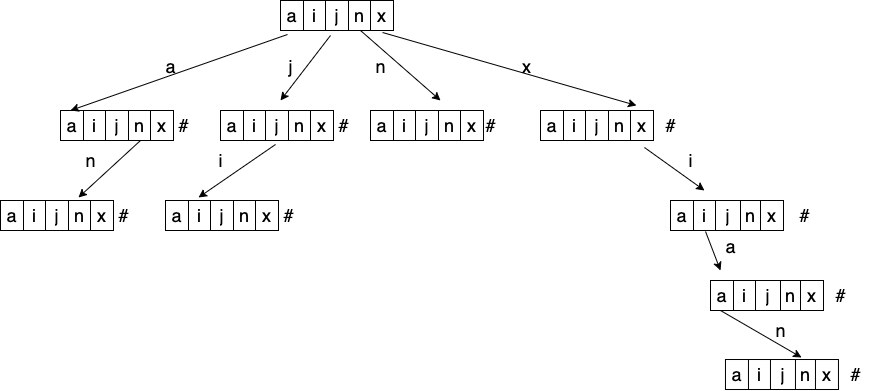 a i j n x
a j n x
a i j n x # a i j n x # a i j n x # a i j n x #
n i i
a i j n x # a i j n x # a i j n x #
a
a i j n x #
n
a i j n x #